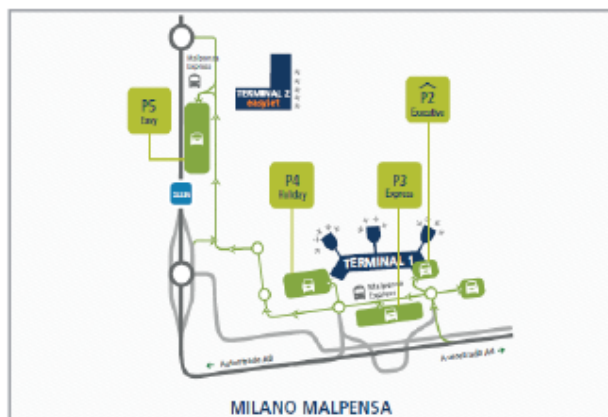 Malpensa
Express
TERMINAL 2
easyJet
P5
Easy
P2
Executive
P4
Holiday
P3
Express
TERMINAL 1
Malpensa
Express
Autostrada A8
Autostrada A8
MILANO MALPENSA